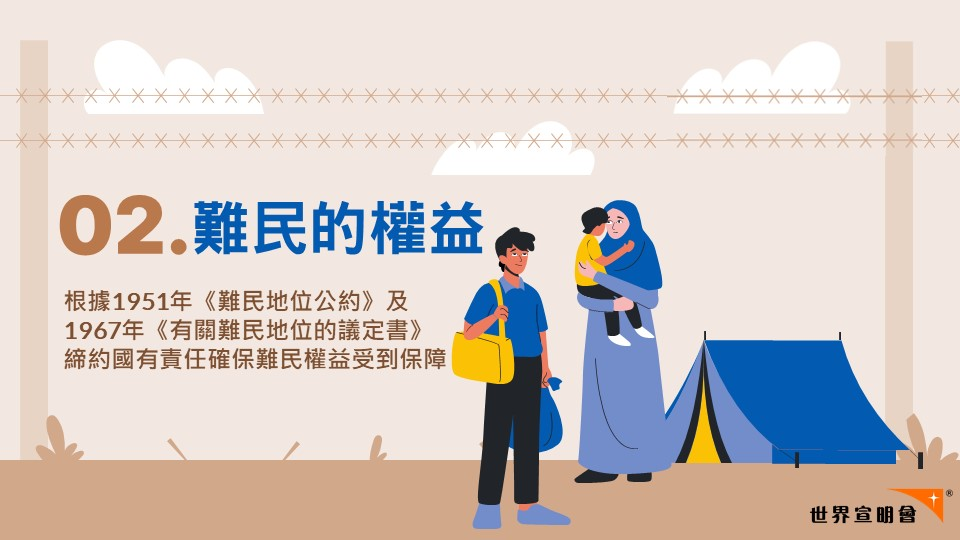 02.難民的權益
根據1951年《難民地位公約》及
1967年《有關難民地位的議定書》
締約國有責任確保難民權益受到保障
世界宣明會®